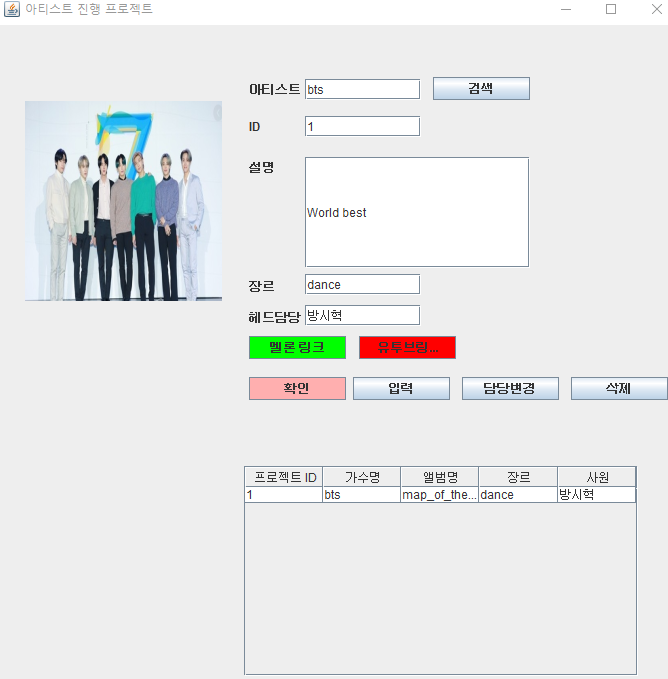 아티스트 진행 프로젝트
아티스트 bts 검색
ID 1
설명 World best
장르 dance
헤드담당 방시혁
멜론 링크 유투브링...
확인 입력 담당변경 삭제
프로젝트 ID 가수명 앨범명 장르 사원
1 bts map_of_the... dance 방시혁